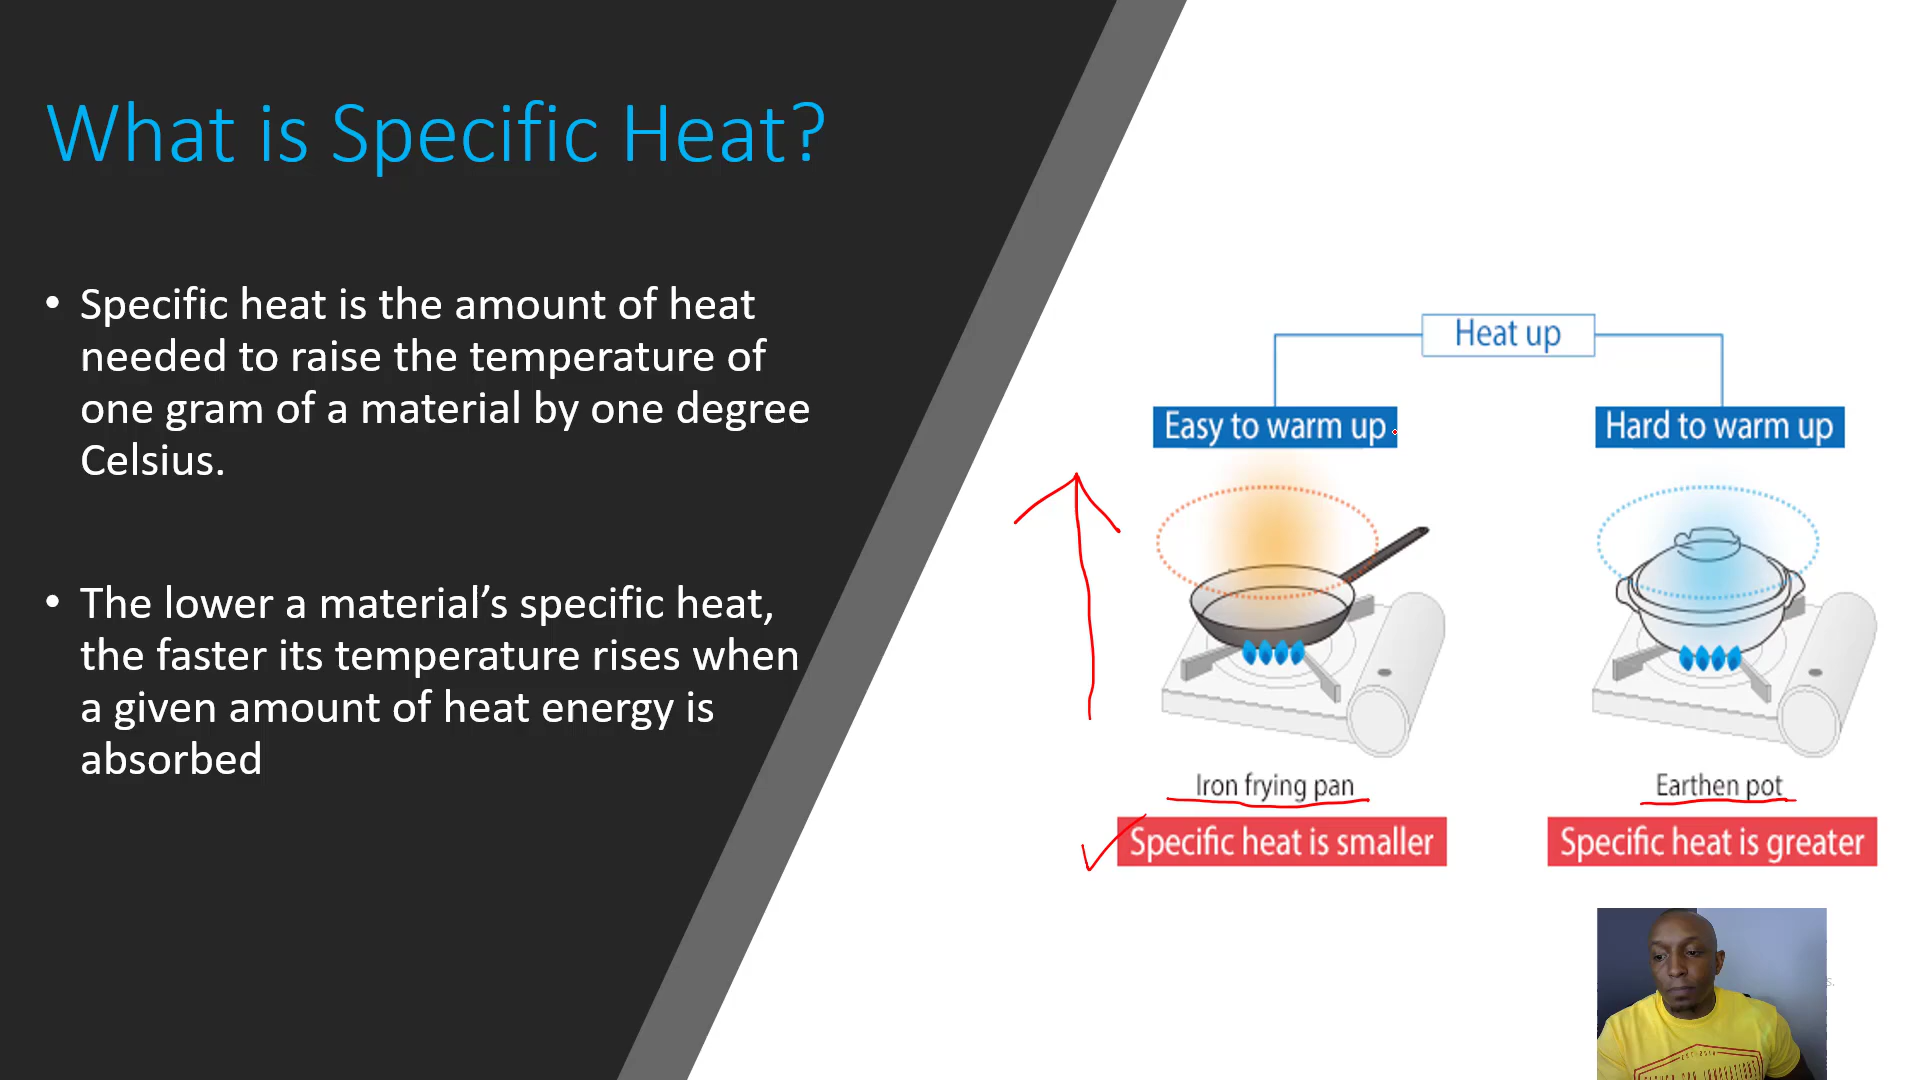 What is Specific Heat?
• Specific heat is the amount of heat
needed to raise the temperature of
one gram of a material by one degree
Celsius.
• The lower a material’s specific heat,
the faster its temperature rises when
a given amount of heat energy is
absorbed
Heat up
Easy to warm up
Hard to warm up
Iron frying pan
Earthen pot
Specific heat is smaller
Specific heat is greater